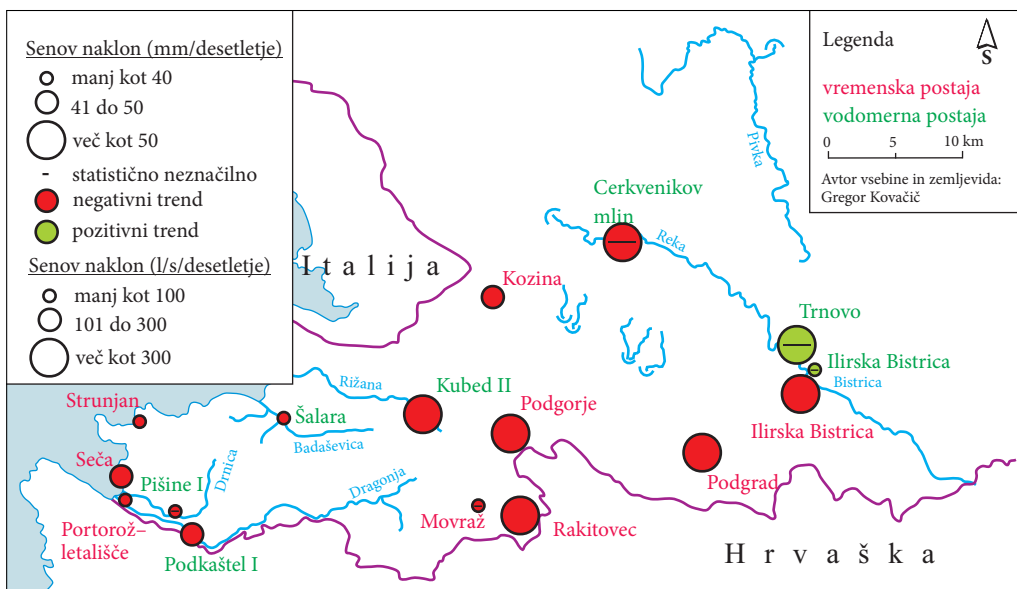 Senov naklon (mm/desetletje)
manj kot 40
41 do 50
več kot 50
- statistično neznačilno
negativni trend
pozitivni trend
Senov naklon (l/s/desetletje)
manj kot 100
101 do 300
več kot 300
Legenda
S
vremenska postaja
vodomerna postaja
0 5 10 km
Avtor vsebine in zemljevida:
Gregor Kovačič
Pivka
Cerkvenikov
mlin
Reka
Italija
Kozina
Trnovo
Ilirska Bistrica
Bistrica
Rižana
Kubed II
Strunjan
Šalara
Badaševica
Podgorje
Ilirska Bistrica
Seča
Pišine I
Drnica
Dragonja
Podgrad
Portorož–
letališče
Movraž
Rakitovec
Podkaštel I
Hrvaška